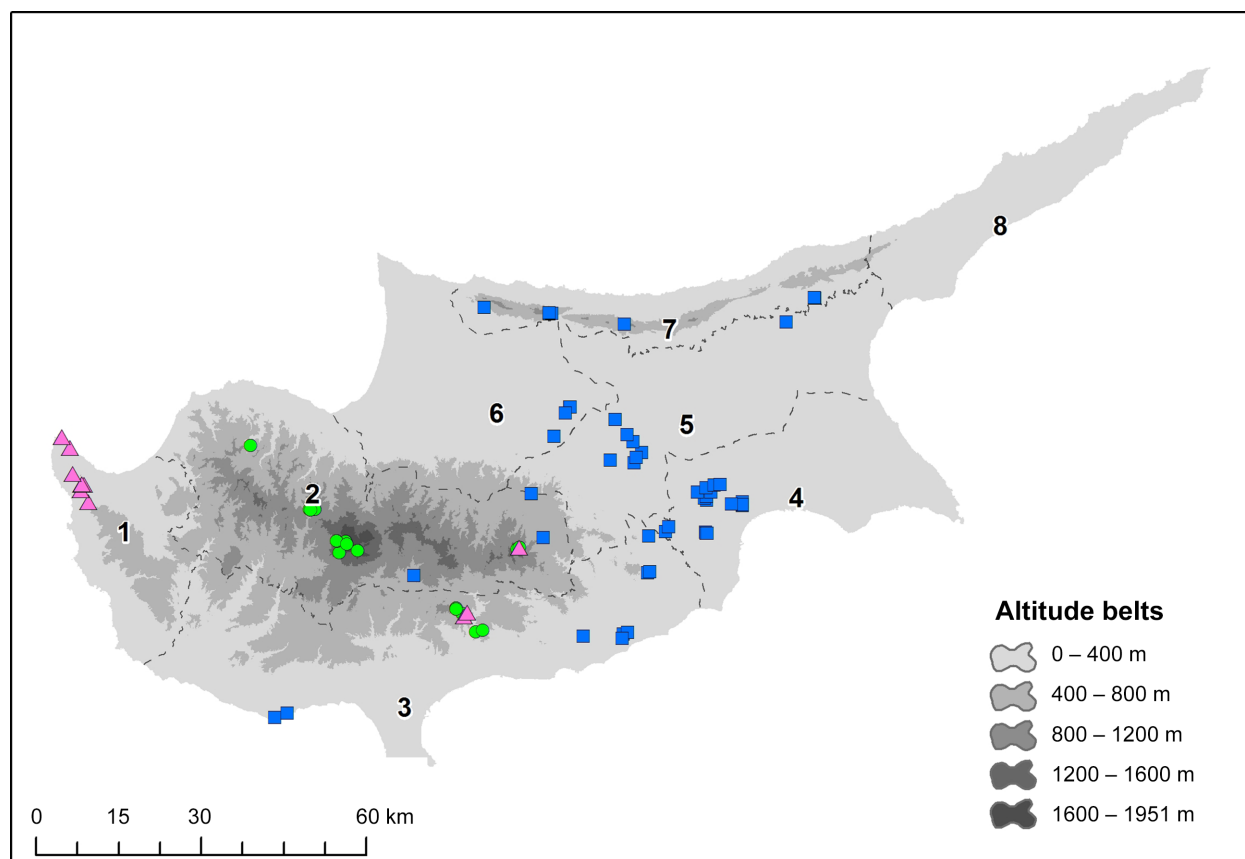 8
7
6
5
2
4
1
3
Altitude belts
0 – 400 m
400 – 800 m
800 – 1200 m
1200 – 1600 m
1600 – 1951 m
0 15 30 60 km